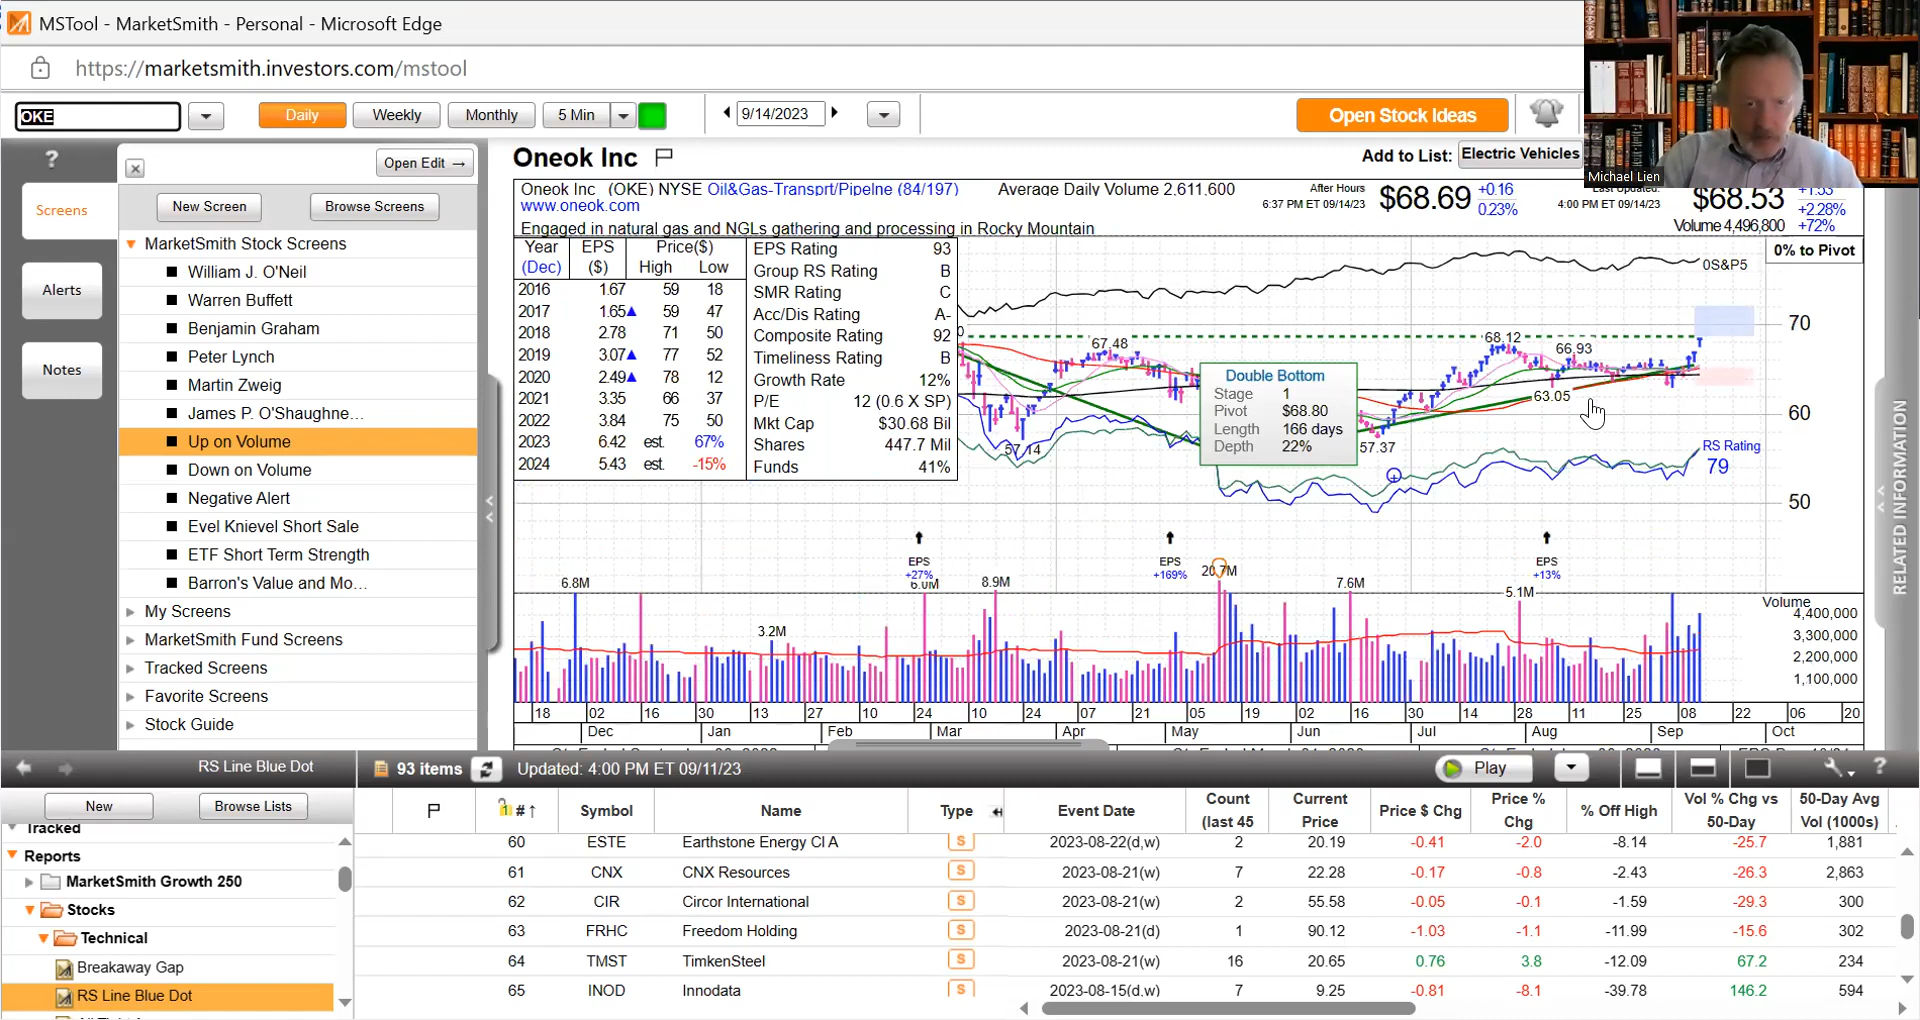 MSTool - MarketSmith - Personal - Microsoft Edge
https://marketsmith.investors.com/mstool
OKE
Daily
Weekly
Monthly
5 Min
9/14/2023
Open Stock Ideas
Michael Lien
?
Screens
Alerts
Notes
Open Edit →
New Screen
Browse Screens
MarketSmith Stock Screens
William J. O'Neil
Warren Buffett
Benjamin Graham
Peter Lynch
Martin Zweig
James P. O'Shaughne...
Up on Volume
Down on Volume
Negative Alert
Evel Knievel Short Sale
ETF Short Term Strength
Barron's Value and Mo...
My Screens
MarketSmith Fund Screens
Tracked Screens
Favorite Screens
Stock Guide
Oneok Inc
Add to List: Electric Vehicles
Oneok Inc (OKE) NYSE Oil&Gas-Transprt/Pipelne (84/197)
Average Daily Volume 2,611,600
www.oneok.com
Engaged in natural gas and NGLs gathering and processing in Rocky Mountain
After Hours
6:37 PM ET 09/14/23
$68.69 +0.16
0.23%
Last Updated:
4:00 PM ET 09/14/23
$68.53 +1.53
+2.28%
Volume 4,496,800 +72%
Year EPS Price($)
(Dec) ($) High Low
2016 1.67 59 18
2017 1.65▲ 59 47
2018 2.78 71 50
2019 3.07▲ 77 52
2020 2.49▲ 78 12
2021 3.35 66 37
2022 3.84 75 50
2023 6.42 est. 67%
2024 5.43 est. -15%
EPS Rating 93
Group RS Rating B
SMR Rating C
Acc/Dis Rating A-
Composite Rating 92
Timeliness Rating B
Growth Rate 12%
P/E 12 (0.6 X SP)
Mkt Cap $30.68 Bil
Shares 447.7 Mil
Funds 41%
0% to Pivot
0S&P5
70
60
50
67.48
68.12
66.93
63.05
57.14
57.37
Double Bottom
Stage 1
Pivot $68.80
Length 166 days
Depth 22%
RS Rating
79
EPS
+27%
EPS
+169%
EPS
+13%
6.8M
3.2M
6.0M
8.9M
20.7M
7.6M
5.1M
Volume
4,400,000
3,300,000
2,200,000
1,100,000
18 02 16 30 13 27 10 24 10 24 07 21 05 19 02 16 30 14 28 11 25 08 22 06 20
Dec Jan Feb Mar Apr May Jun Jul Aug Sep Oct
RELATED INFORMATION
RS Line Blue Dot
93 items
Updated: 4:00 PM ET 09/11/23
Play
?
New
Browse Lists
Tracked
Reports
MarketSmith Growth 250
Stocks
Technical
Breakaway Gap
RS Line Blue Dot
# ↑ Symbol Name Type Event Date Count (last 45 Current Price Price $ Chg Price % Chg % Off High Vol % Chg vs 50-Day 50-Day Avg Vol (1000s)
60 ESTE Earthstone Energy Cl A S 2023-08-22(d,w) 2 20.19 -0.41 -2.0 -8.14 -25.7 1,881
61 CNX CNX Resources S 2023-08-21(w) 7 22.28 -0.17 -0.8 -2.43 -26.3 2,863
62 CIR Circor International S 2023-08-21(w) 2 55.58 -0.05 -0.1 -1.59 -29.3 300
63 FRHC Freedom Holding S 2023-08-21(d) 1 90.12 -1.03 -1.1 -11.99 -15.6 302
64 TMST TimkenSteel S 2023-08-21(w) 16 20.65 0.76 3.8 -12.09 67.2 234
65 INOD Innodata S 2023-08-15(d,w) 7 9.25 -0.81 -8.1 -39.78 146.2 594